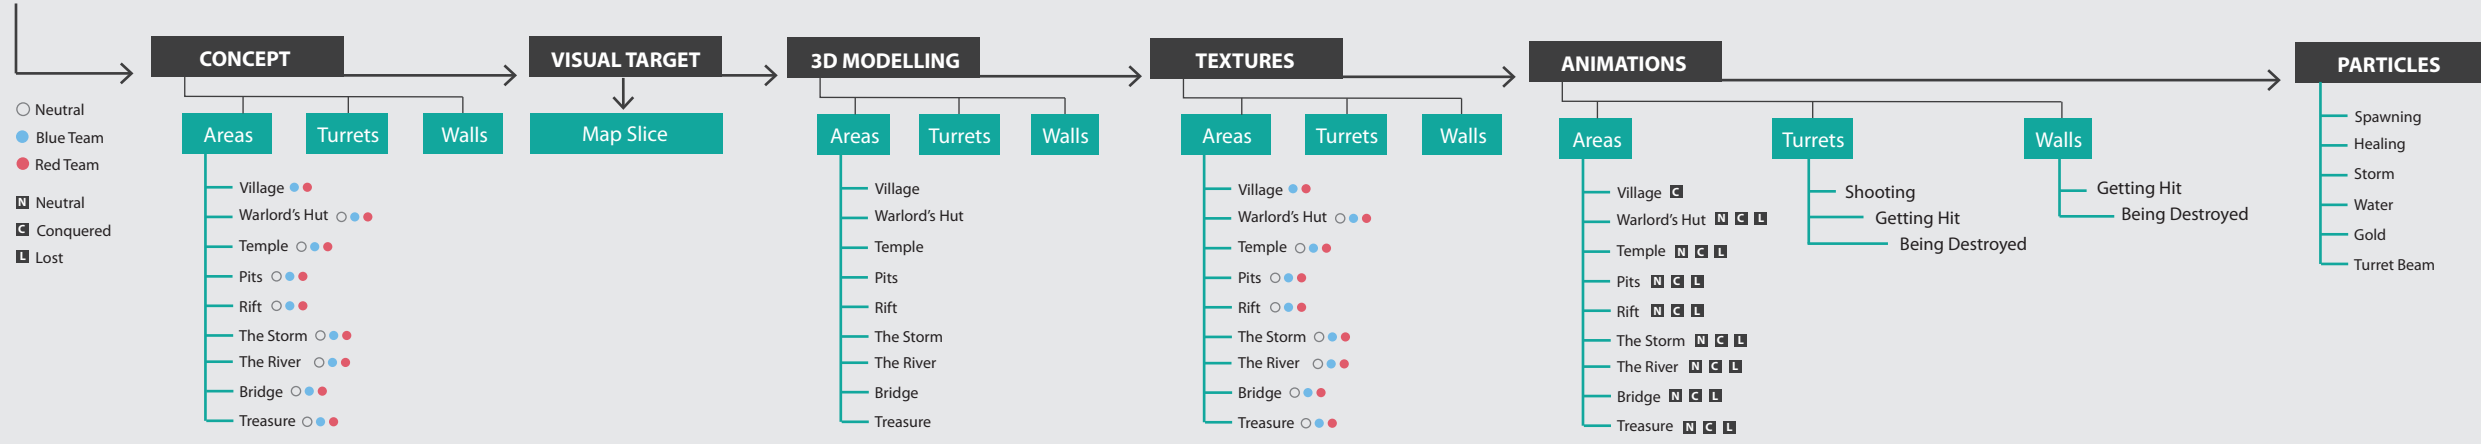 CONCEPT
VISUAL TARGET
3D MODELLING
TEXTURES
ANIMATIONS
PARTICLES
Neutral
Blue Team
Red Team
N Neutral
C Conquered
L Lost
Areas
Turrets
Walls
Village
Warlord’s Hut
Temple
Pits
Rift
The Storm
The River
Bridge
Treasure
Map Slice
Areas
Turrets
Walls
Village
Warlord’s Hut
Temple
Pits
Rift
The Storm
The River
Bridge
Treasure
Areas
Turrets
Walls
Village
Warlord’s Hut
Temple
Pits
Rift
The Storm
The River
Bridge
Treasure
Areas
Turrets
Walls
Village C
Warlord’s Hut N C L
Temple N C L
Pits N C L
Rift N C L
The Storm N C L
The River N C L
Bridge N C L
Treasure N C L
Shooting
Getting Hit
Being Destroyed
Getting Hit
Being Destroyed
Spawning
Healing
Storm
Water
Gold
Turret Beam